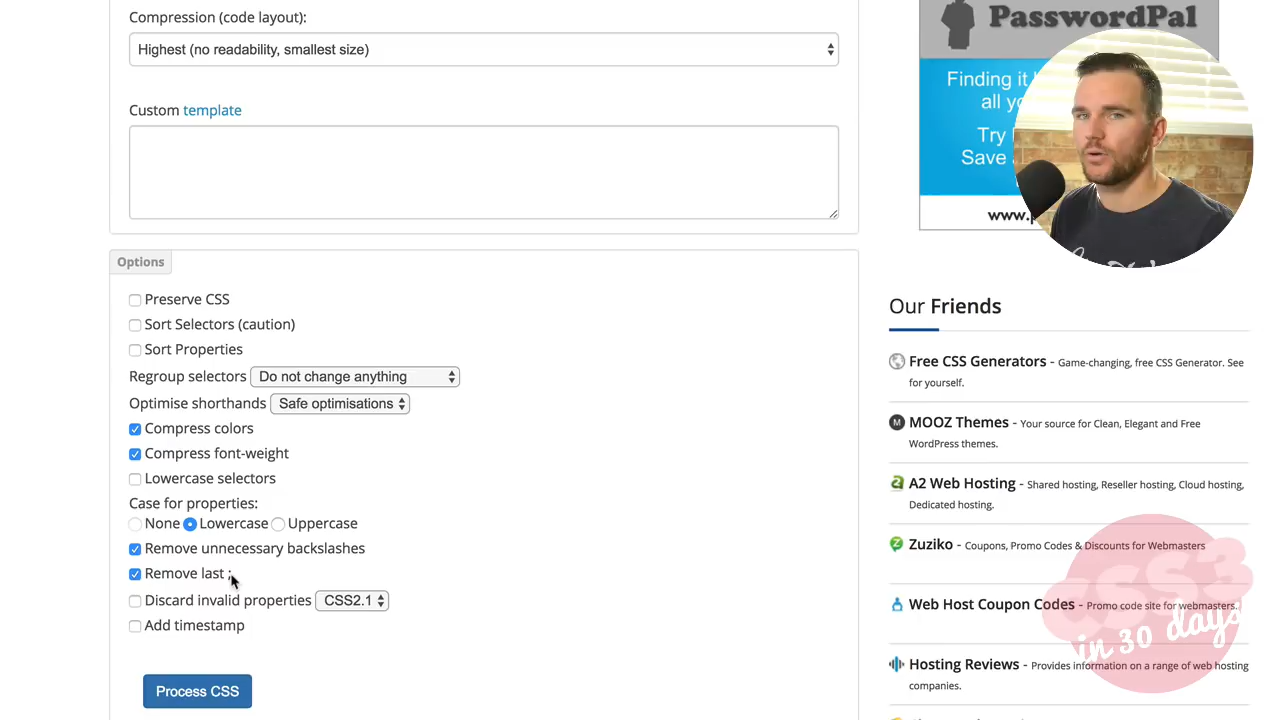 Compression (code layout):
Highest (no readability, smallest size)
Custom template
Options
Preserve CSS
Sort Selectors (caution)
Sort Properties
Regroup selectors Do not change anything
Optimise shorthands Safe optimisations
Compress colors
Compress font-weight
Lowercase selectors
Case for properties:
None Lowercase Uppercase
Remove unnecessary backslashes
Remove last ;
Discard invalid properties CSS2.1
Add timestamp
Process CSS
PasswordPal
Finding it
all
Try
Save
www.
Our Friends
Free CSS Generators - Game-changing, free CSS Generator. See
for yourself.
MOOZ Themes - Your source for Clean, Elegant and Free
WordPress themes.
A2 Web Hosting - Shared hosting, Reseller hosting, Cloud hosting,
Dedicated hosting.
Zuziko - Coupons, Promo Codes & Discounts for Webmasters
Web Host Coupon Codes - Promo code site for webmasters.
Hosting Reviews - Provides information on a range of web hosting
companies.
CSS3
in 30 days